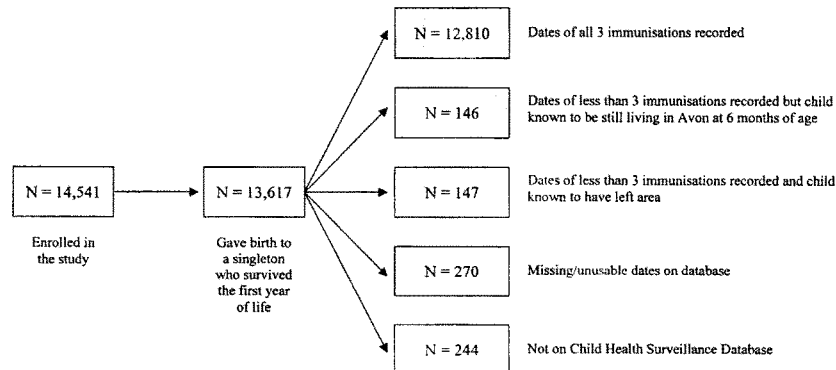 N = 12,810
Dates of all 3 immunisations recorded
N = 146
Dates of less than 3 immunisations recorded but child
known to be still living in Avon at 6 months of age
N = 14,541
N = 13,617
N = 147
Dates of less than 3 immunisations recorded and child
known to have left area
Enrolled in
the study
Gave birth to
a singleton
who survived
the first year
of life
N = 270
Missing/unusable dates on database
N = 244
Not on Child Health Surveillance Database